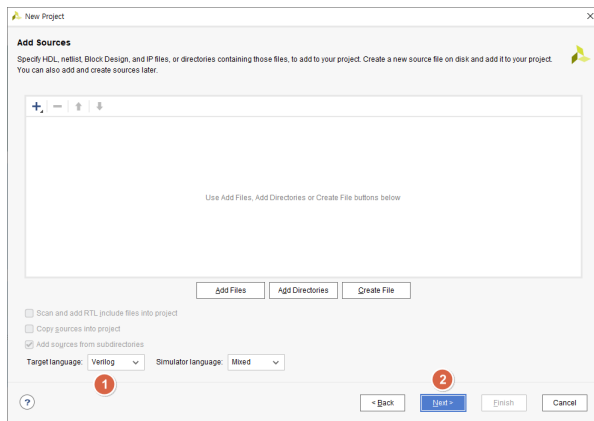 New Project
Add Sources
Specify HDL, netlist, Block Design, and IP files, or directories containing those files, to add to your project. Create a new source file on disk and add it to your project.
You can also add and create sources later.
Use Add Files, Add Directories or Create File buttons below
Add Files Add Directories Create File
Scan and add RTL include files into project
Copy sources into project
Add sources from subdirectories
Target language: Verilog Simulator language: Mixed
1 2
? < Back Next > Finish Cancel